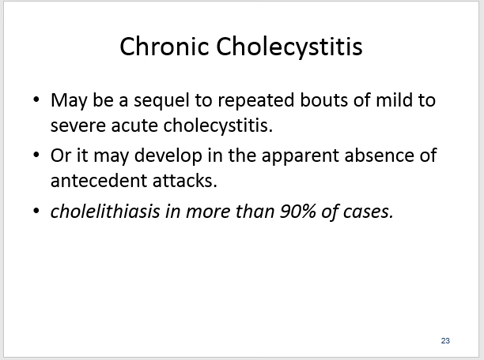 Chronic Cholecystitis
• May be a sequel to repeated bouts of mild to
severe acute cholecystitis.
• Or it may develop in the apparent absence of
antecedent attacks.
• cholelithiasis in more than 90% of cases.
23